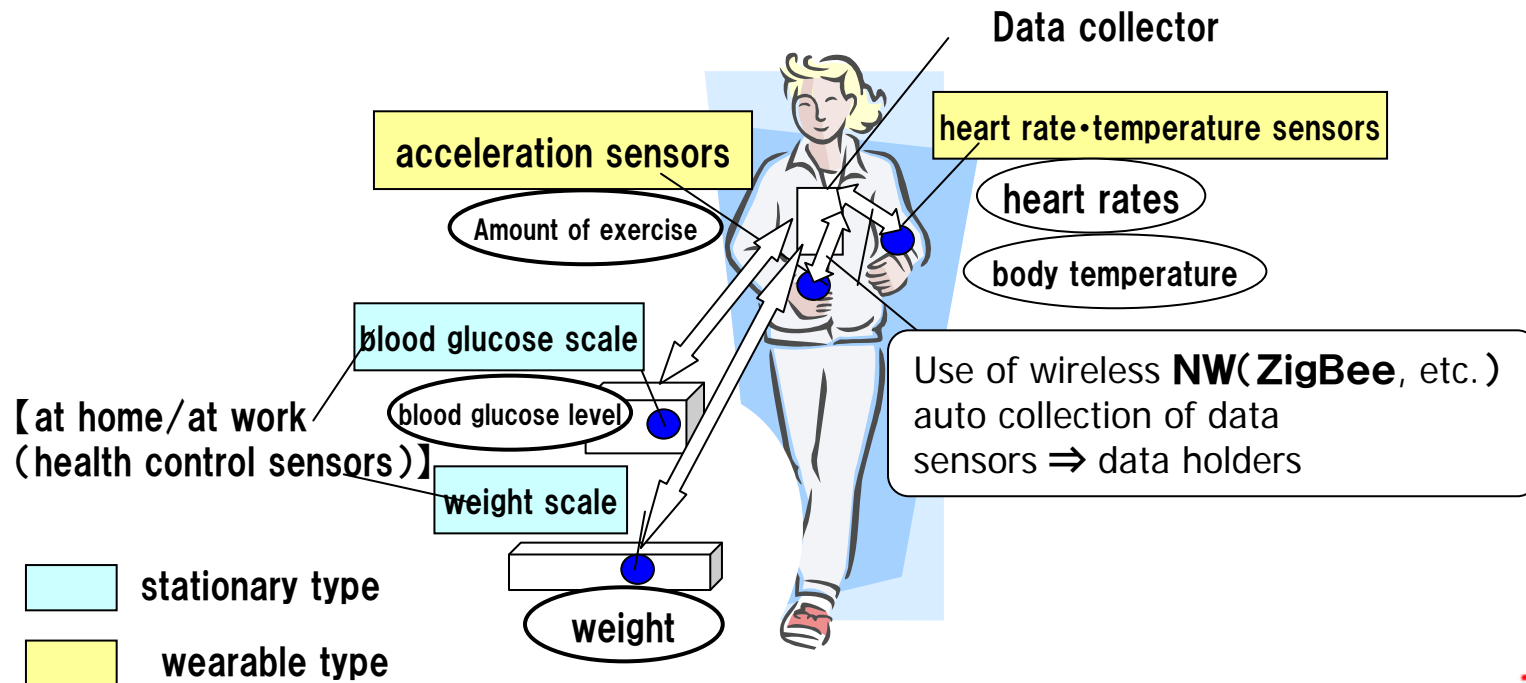 Data collector
acceleration sensors
heart rate・temperature sensors
Amount of exercise
heart rates
body temperature
blood glucose scale
blood glucose level
Use of wireless NW(ZigBee, etc.)
auto collection of data
sensors ⇒ data holders
【at home/at work
(health control sensors)】
weight scale
weight
stationary type
wearable type